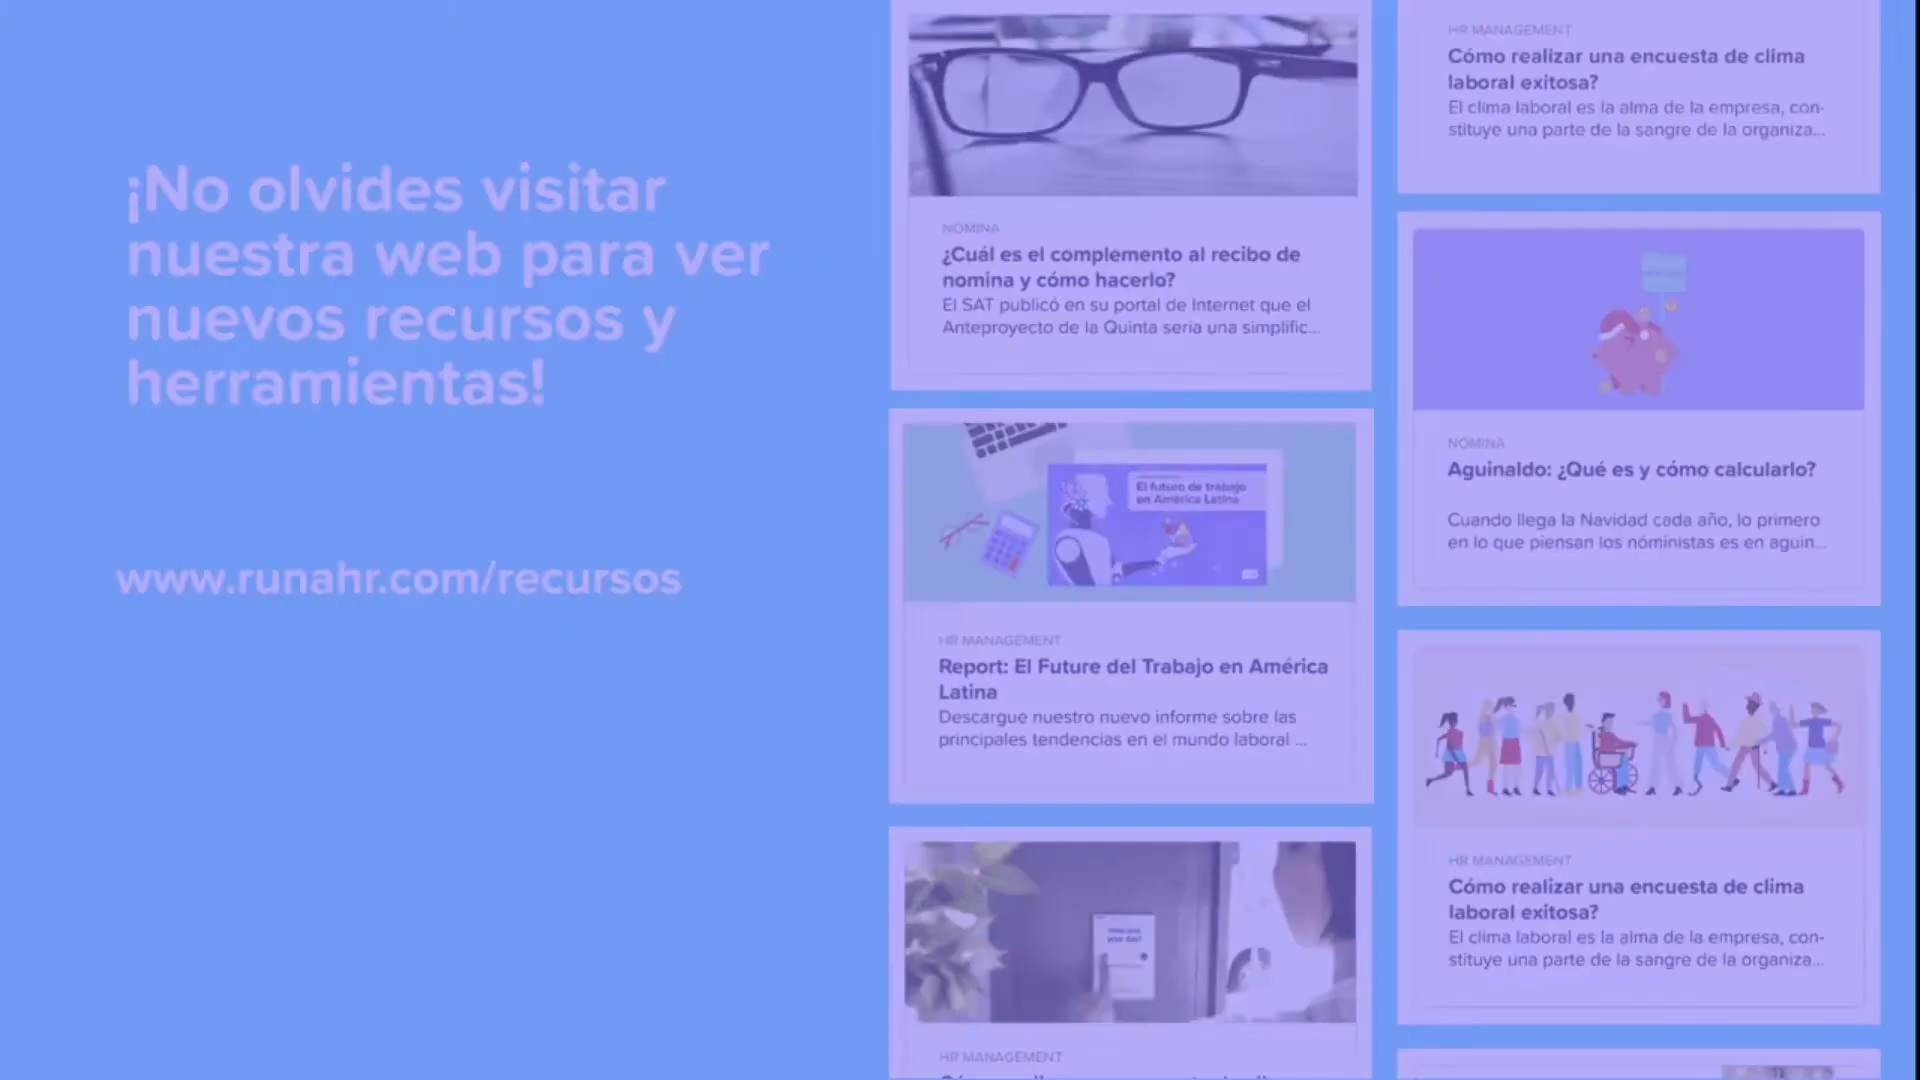 ¡No olvides visitar
nuestra web para ver
nuevos recursos y
herramientas!
www.runahr.com/recursos
NOMINA
¿Cuál es el complemento al recibo de
nomina y cómo hacerlo?
El SAT publicó en su portal de Internet que el
Anteproyecto de la Quinta seria una simplific...
El futuro de trabajo
en América Latina
HR MANAGEMENT
Report: El Future del Trabajo en América
Latina
Descargue nuestro nuevo informe sobre las
principales tendencias en el mundo laboral ...
your day?
HR MANAGEMENT
HR MANAGEMENT
Cómo realizar una encuesta de clima
laboral exitosa?
El clima laboral es la alma de la empresa, con-
stituye una parte de la sangre de la organiza...
NOMINA
Aguinaldo: ¿Qué es y cómo calcularlo?
Cuando llega la Navidad cada año, lo primero
en lo que piensan los nóministas es en aguin...
HR MANAGEMENT
Cómo realizar una encuesta de clima
laboral exitosa?
El clima laboral es la alma de la empresa, con-
stituye una parte de la sangre de la organiza...